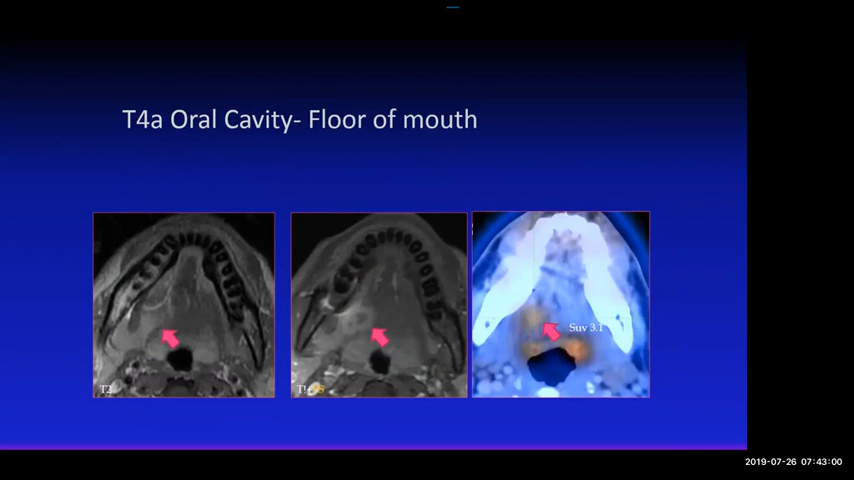 T4a Oral Cavity- Floor of mouth
Suv 3.1
T2
2019-07-26 07:43:00